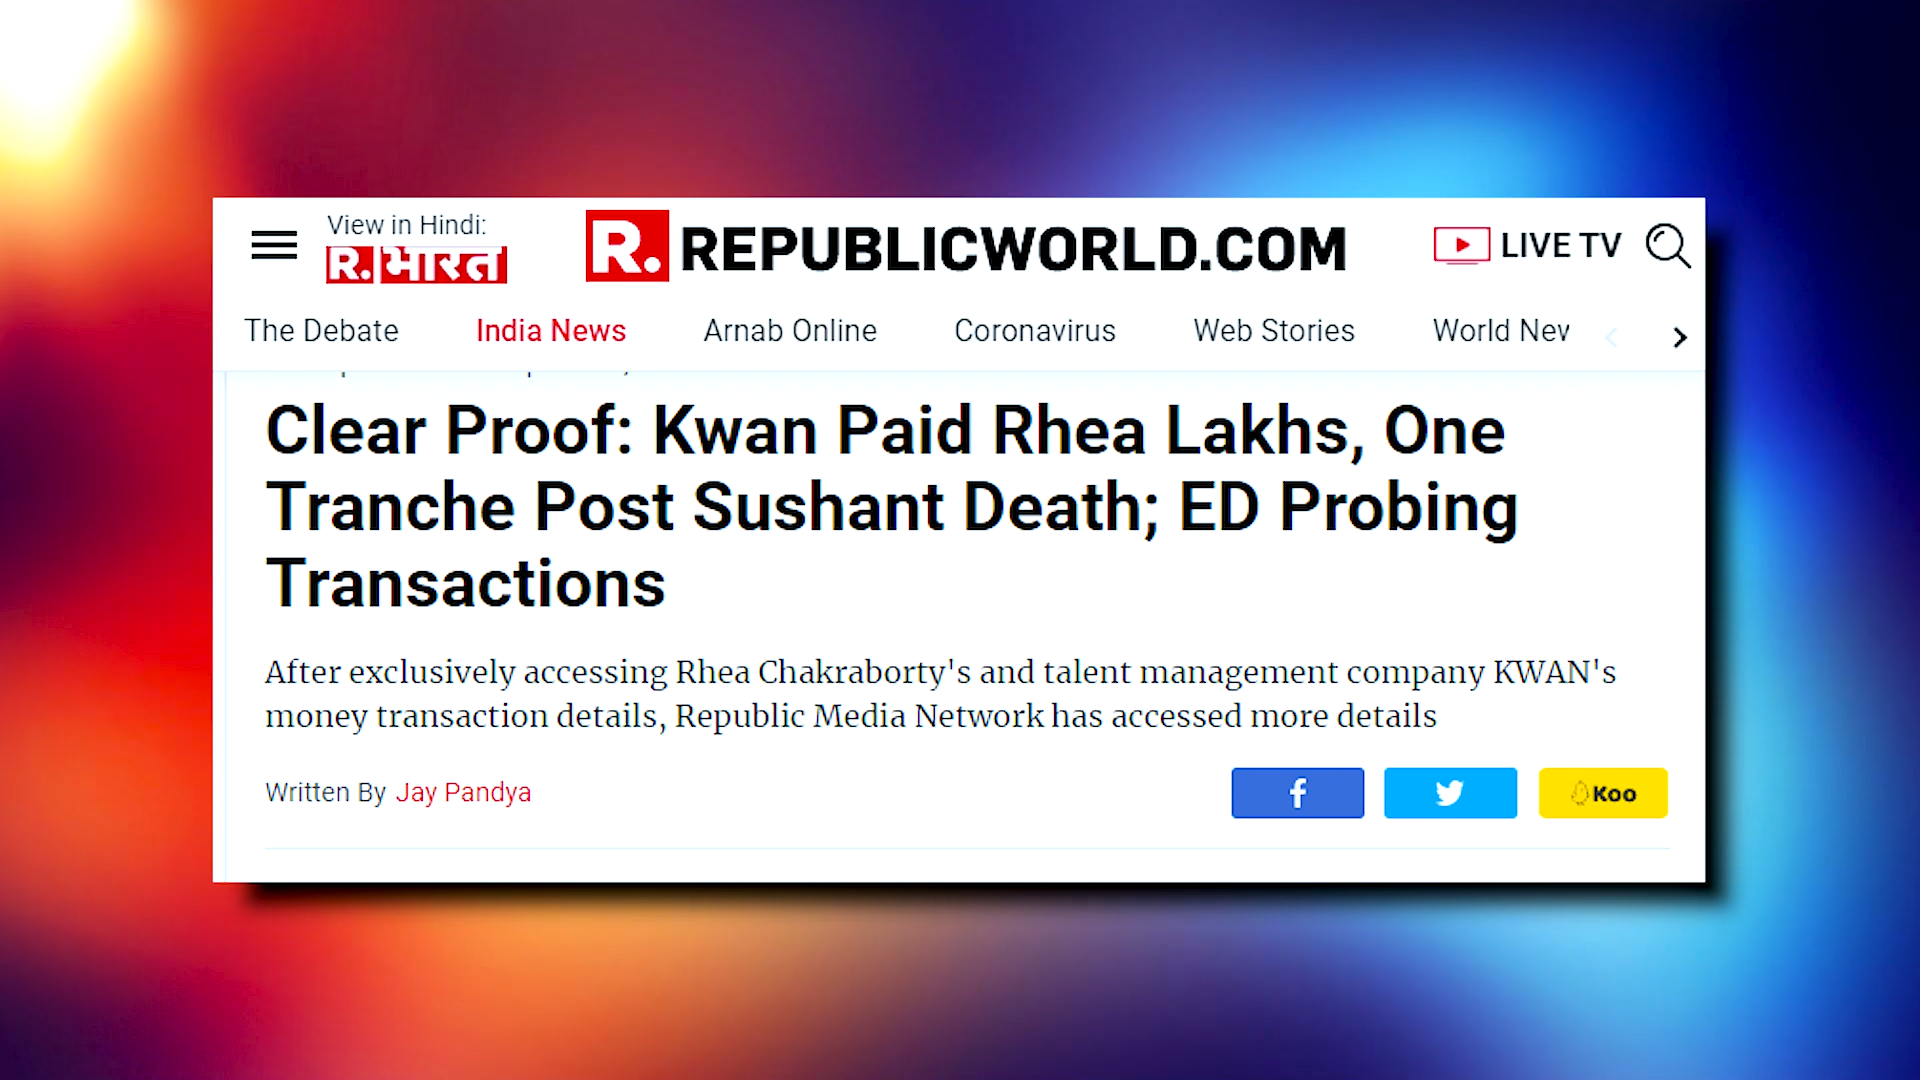 View in Hindi:
R.भारत
R. REPUBLICWORLD.COM
LIVE TV
The Debate India News Arnab Online Coronavirus Web Stories World Nev
Clear Proof: Kwan Paid Rhea Lakhs, One
Tranche Post Sushant Death; ED Probing
Transactions
After exclusively accessing Rhea Chakraborty's and talent management company KWAN's
money transaction details, Republic Media Network has accessed more details
Written By Jay Pandya
f
Koo